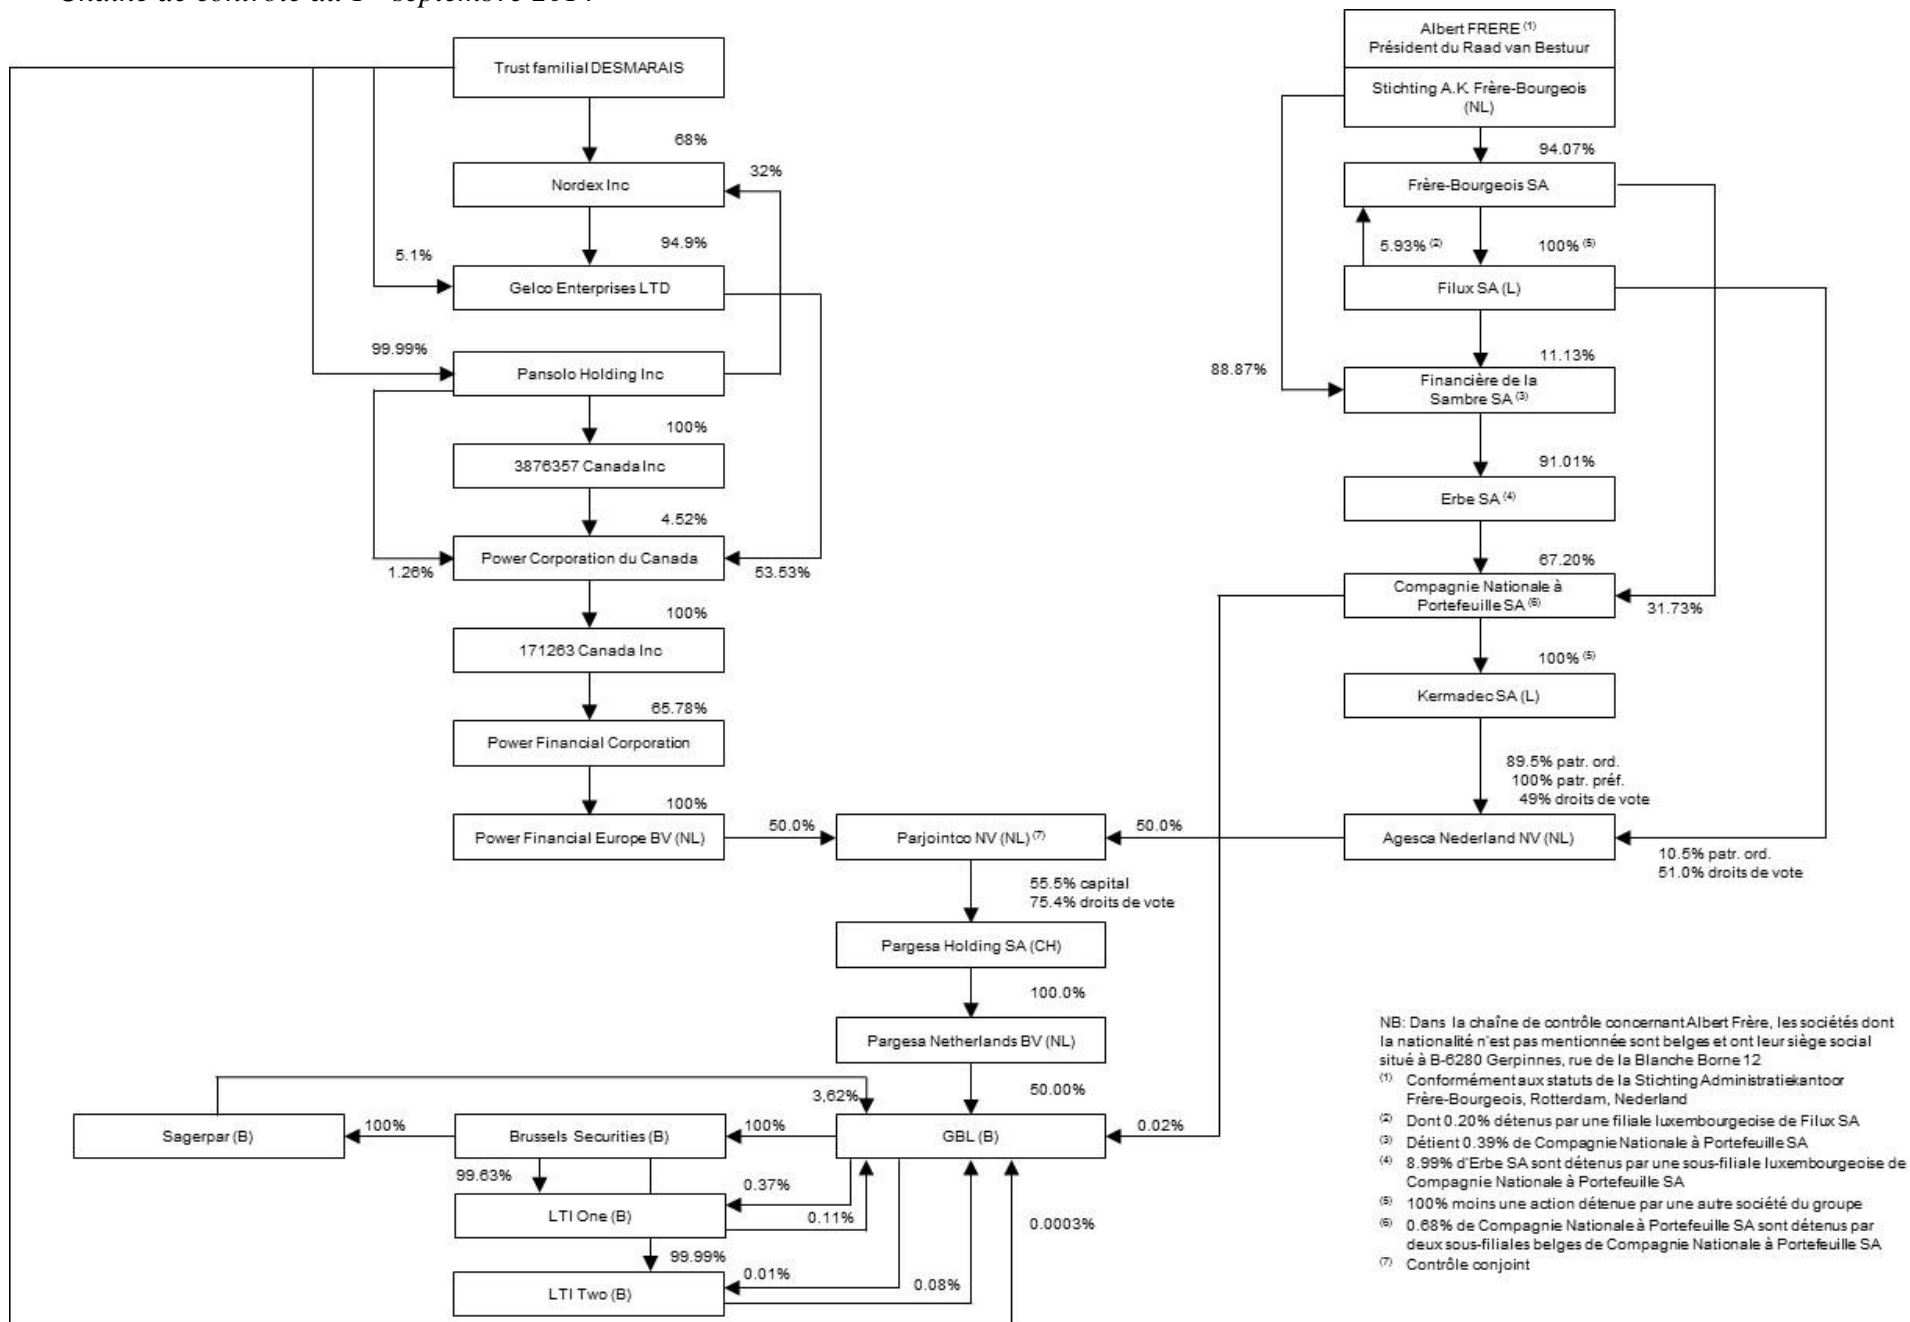 Trust familial DESMARAIS
68%
Nordex Inc
32%
94.9%
5.1%
Gelco Enterprises LTD
99.99%
Pansolo Holding Inc
100%
3876357 Canada Inc
4.52%
Power Corporation du Canada
1.26%
53.53%
100%
171263 Canada Inc
65.78%
Power Financial Corporation
100%
Power Financial Europe BV (NL)
50.0%
Parjointco NV (NL) (7)
50.0%
Albert FRERE (1)
Président du Raad van Bestuur
Stichting A.K. Frère-Bourgeois
(NL)
94.07%
Frère-Bourgeois SA
5.93% (2)
100% (5)
Filux SA (L)
11.13%
88.87%
Financière de la
Sambre SA (3)
91.01%
Erbe SA (4)
67.20%
Compagnie Nationale à
Portefeuille SA (6)
31.73%
100% (5)
Kermadec SA (L)
89.5% patr. ord.
100% patr. préf.
49% droits de vote
Agesca Nederland NV (NL)
10.5% patr. ord.
51.0% droits de vote
55.5% capital
75.4% droits de vote
Pargesa Holding SA (CH)
100.0%
Pargesa Netherlands BV (NL)
3,62%
50.00%
Sagerpar (B)
100%
Brussels Securities (B)
100%
GBL (B)
0.02%
99.63%
0.37%
LTI One (B)
0.11%
0.0003%
99.99%
0.01%
LTI Two (B)
0.08%
NB: Dans la chaîne de contrôle concernant Albert Frère, les sociétés dont
la nationalité n'est pas mentionnée sont belges et ont leur siège social
situé à B-6280 Gerpinnes, rue de la Blanche Borne 12
(1) Conformément aux statuts de la Stichting Administratiekantoor
Frère-Bourgeois, Rotterdam, Nederland
(2) Dont 0.20% détenus par une filiale luxembourgeoise de Filux SA
(3) Détient 0.39% de Compagnie Nationale à Portefeuille SA
(4) 8.99% d'Erbe SA sont détenus par une sous-filiale luxembourgeoise de
Compagnie Nationale à Portefeuille SA
(5) 100% moins une action détenue par une autre société du groupe
(6) 0.68% de Compagnie Nationale à Portefeuille SA sont détenus par
deux sous-filiales belges de Compagnie Nationale à Portefeuille SA
(7) Contrôle conjoint